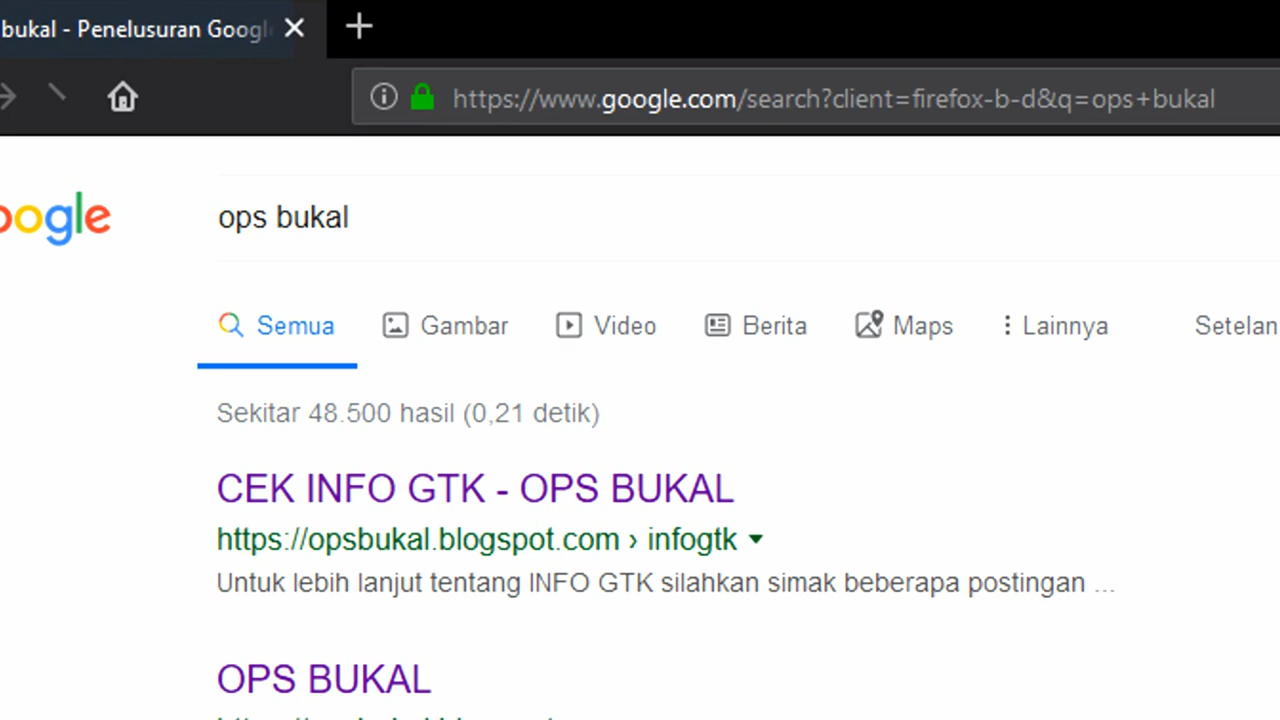 bukal - Penelusuran Googl
https://www.google.com/search?client=firefox-b-d&q=ops+bukal
oogle
ops bukal
Semua Gambar Video Berita Maps Lainnya Setelan
Sekitar 48.500 hasil (0,21 detik)
CEK INFO GTK - OPS BUKAL
https://opsbukal.blogspot.com › infogtk
Untuk lebih lanjut tentang INFO GTK silahkan simak beberapa postingan ...
OPS BUKAL